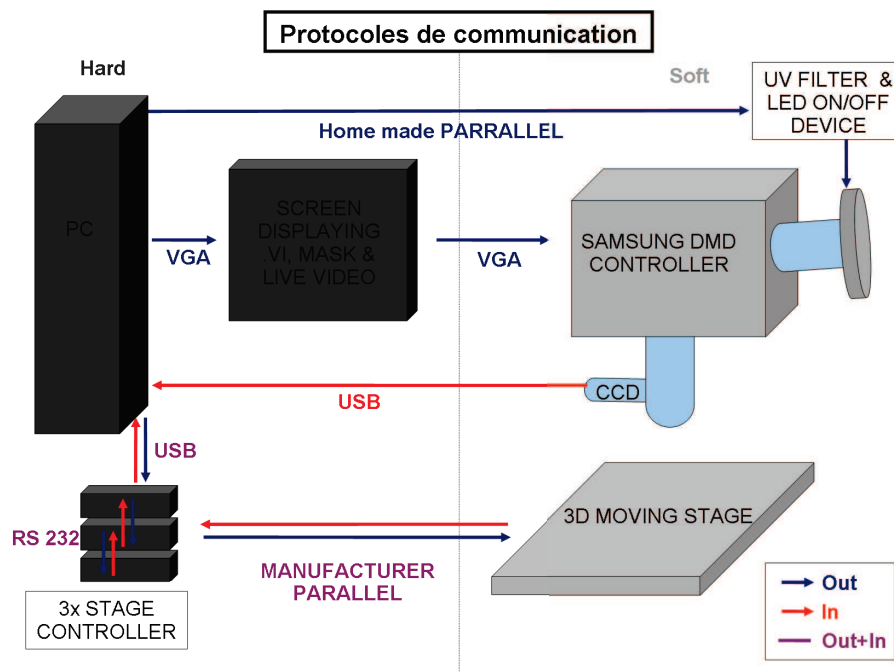 Protocoles de communication
Hard
Soft
UV FILTER &
LED ON/OFF
DEVICE
Home made PARRALLEL
PC
SCREEN
DISPLAYING
.VI, MASK &
LIVE VIDEO
VGA
VGA
SAMSUNG DMD
CONTROLLER
USB
CCD
USB
RS 232
3D MOVING STAGE
MANUFACTURER
PARALLEL
3x STAGE
CONTROLLER
Out
In
Out+In